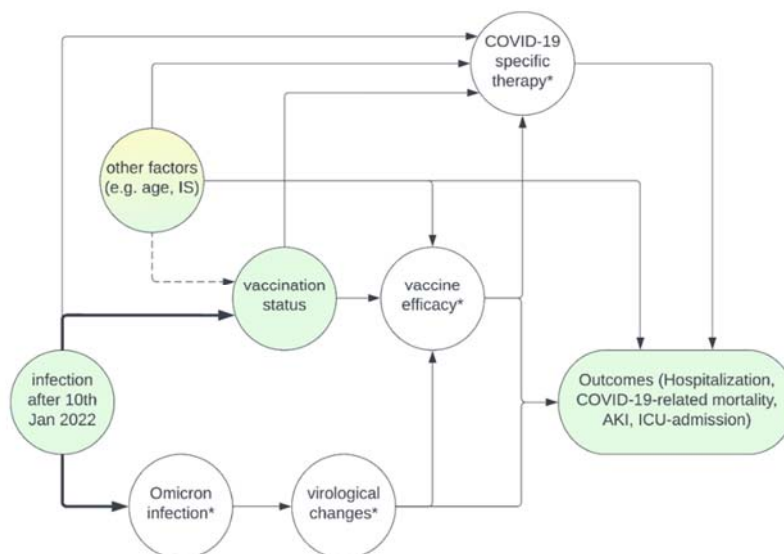 COVID-19
specific
therapy*
other factors
(e.g. age, IS)
vaccination
status
vaccine
efficacy*
infection
after 10th
Jan 2022
Outcomes (Hospitalization,
COVID-19-related mortality,
AKI, ICU-admission)
Omicron
infection*
virological
changes*